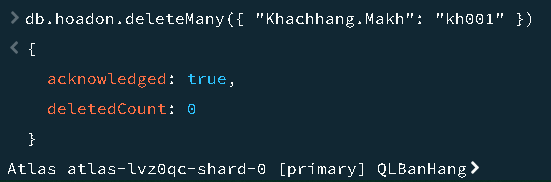 > db.hoadon.deleteMany({ "Khachhang.Makh": "kh001" })
< {
acknowledged: true,
deletedCount: 0
}
Atlas atlas-lvz0qc-shard-0 [primary] QLBanHang>